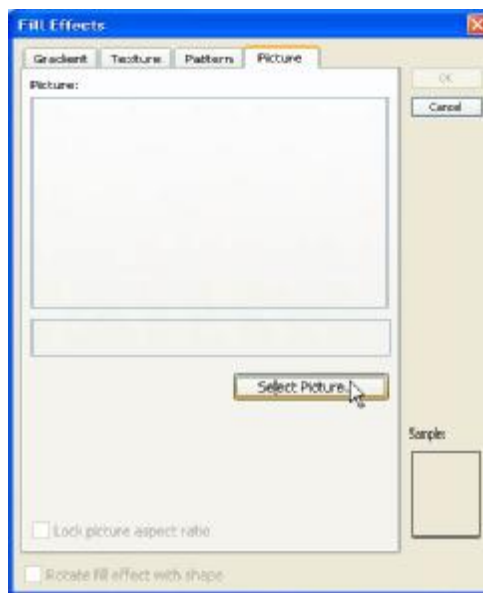 Fill Effects
Gradient Texture Pattern Picture
Picture:
OK
Cancel
Select Picture...
Sample:
Lock picture aspect ratio
Rotate fill effect with shape